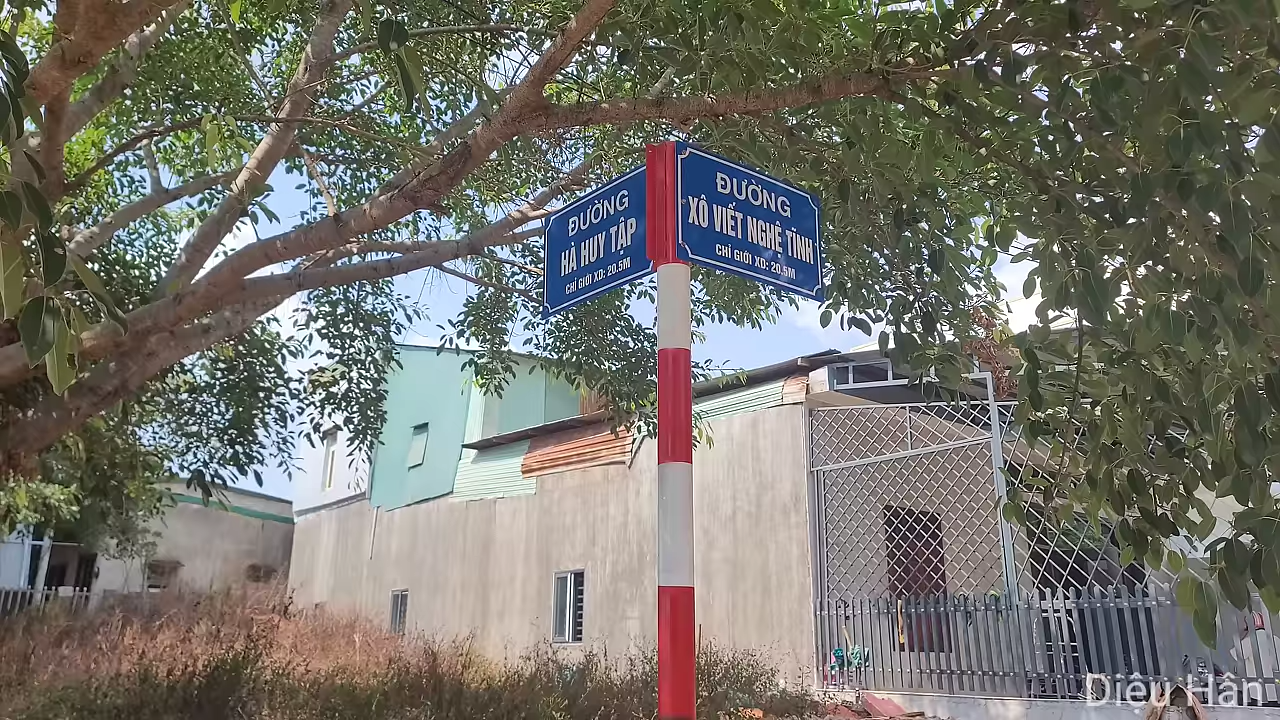 ĐƯỜNG
HÀ HUY TẬP
CHỈ GIỚI XD: 20.5M
ĐƯỜNG
XÔ VIẾT NGHỆ TĨNH
CHỈ GIỚI XD: 20.5M
Diệu Hân